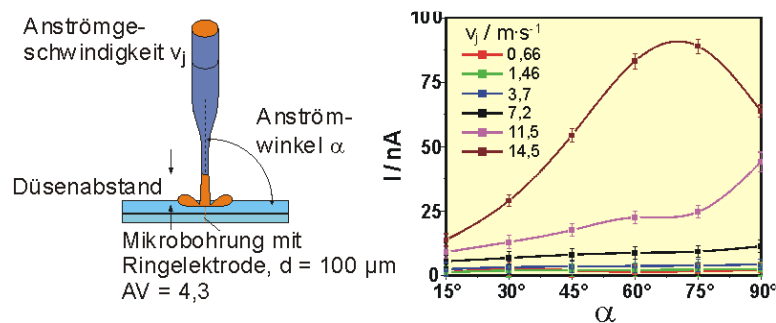 Anströmge-
schwindigkeit vj
Anström-
winkel α
Düsenabstand
Mikrobohrung mit
Ringelektrode, d = 100 µm
AV = 4,3
I / nA
100
75
50
25
0
vj / m·s⁻¹
0,66
1,46
3,7
7,2
11,5
14,5
15° 30° 45° 60° 75° 90°
α